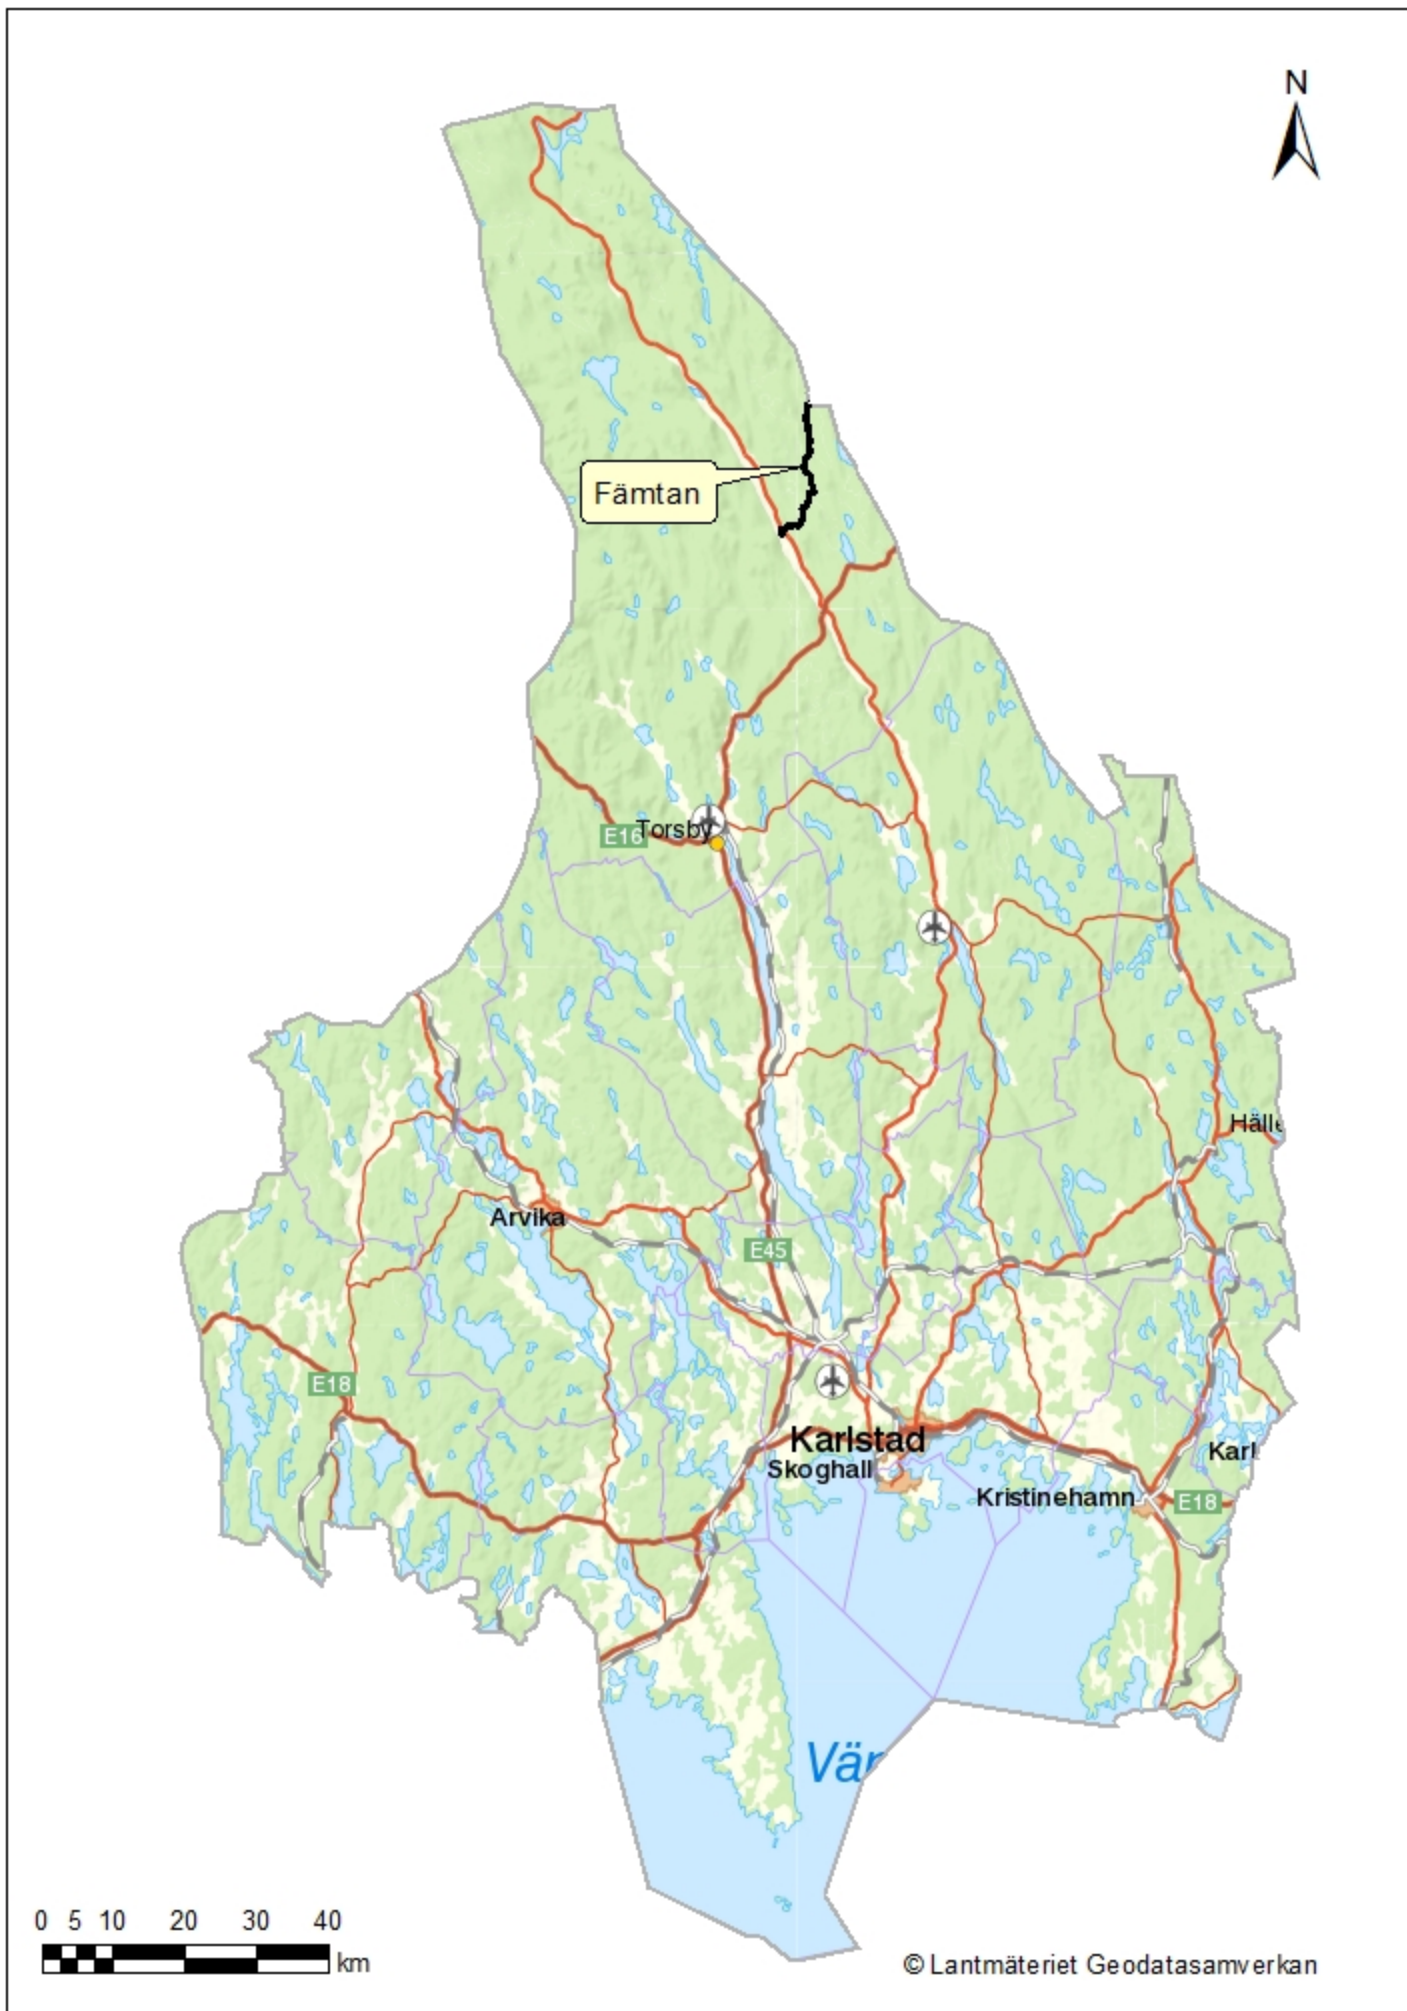 N
Fämtan
Torsby
E16
Hälle
Arvika
E45
E18
Karlstad
Skoghall
Karl
Kristinehamn
E18
Vär
0 5 10 20 30 40
km
© Lantmäteriet Geodatasamverkan